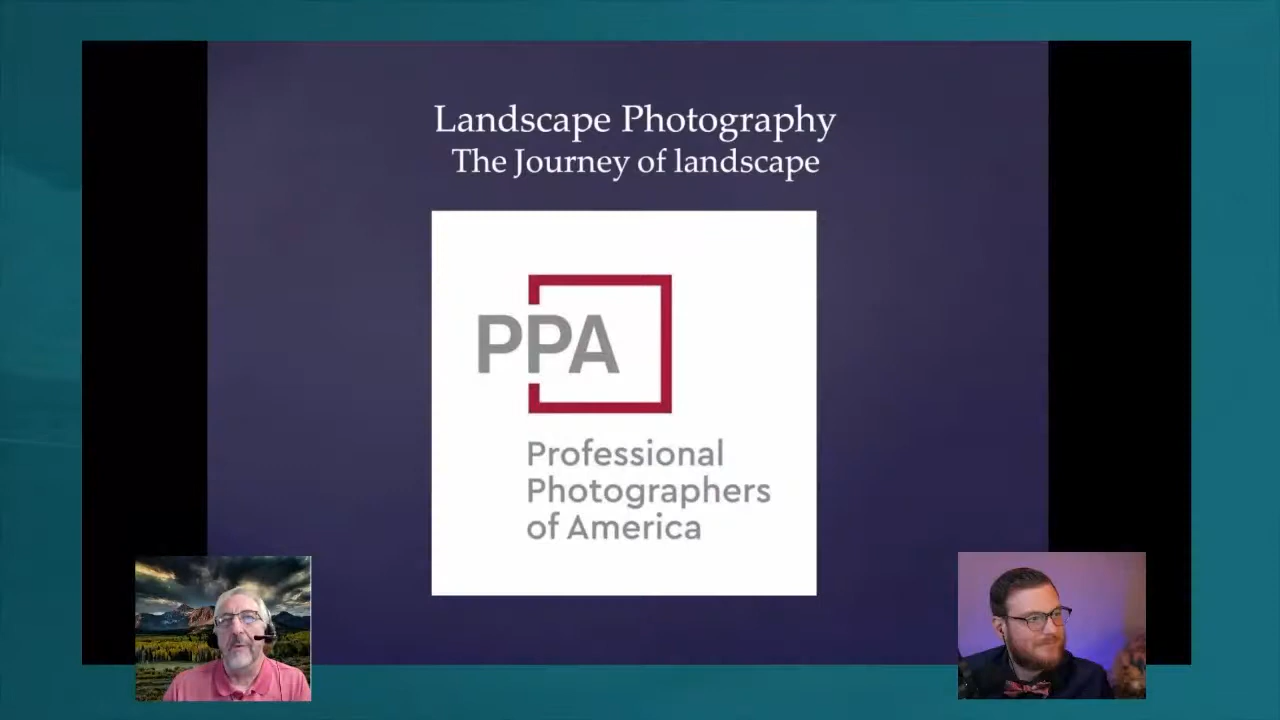 Landscape Photography
The Journey of landscape
PPA
Professional
Photographers
of America